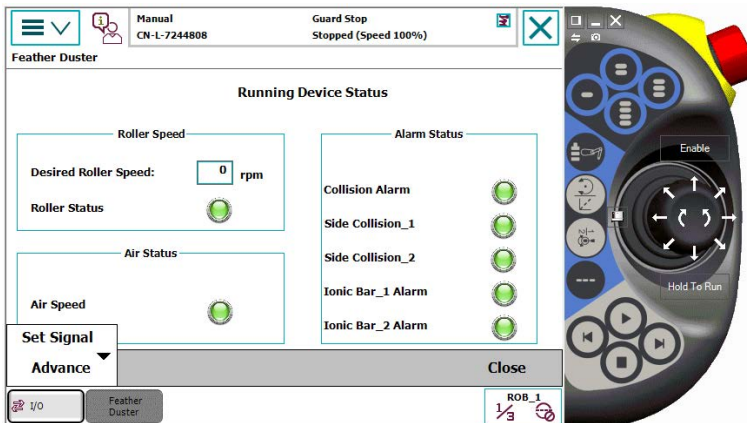 Manual
CN-L-7244808
Guard Stop
Stopped (Speed 100%)
Feather Duster
Running Device Status
Roller Speed
Desired Roller Speed: 0 rpm
Roller Status
Air Status
Air Speed
Alarm Status
Collision Alarm
Side Collision_1
Side Collision_2
Ionic Bar_1 Alarm
Ionic Bar_2 Alarm
Set Signal
Advance
Close
I/O
Feather
Duster
ROB_1
1/3
Enable
Hold To Run